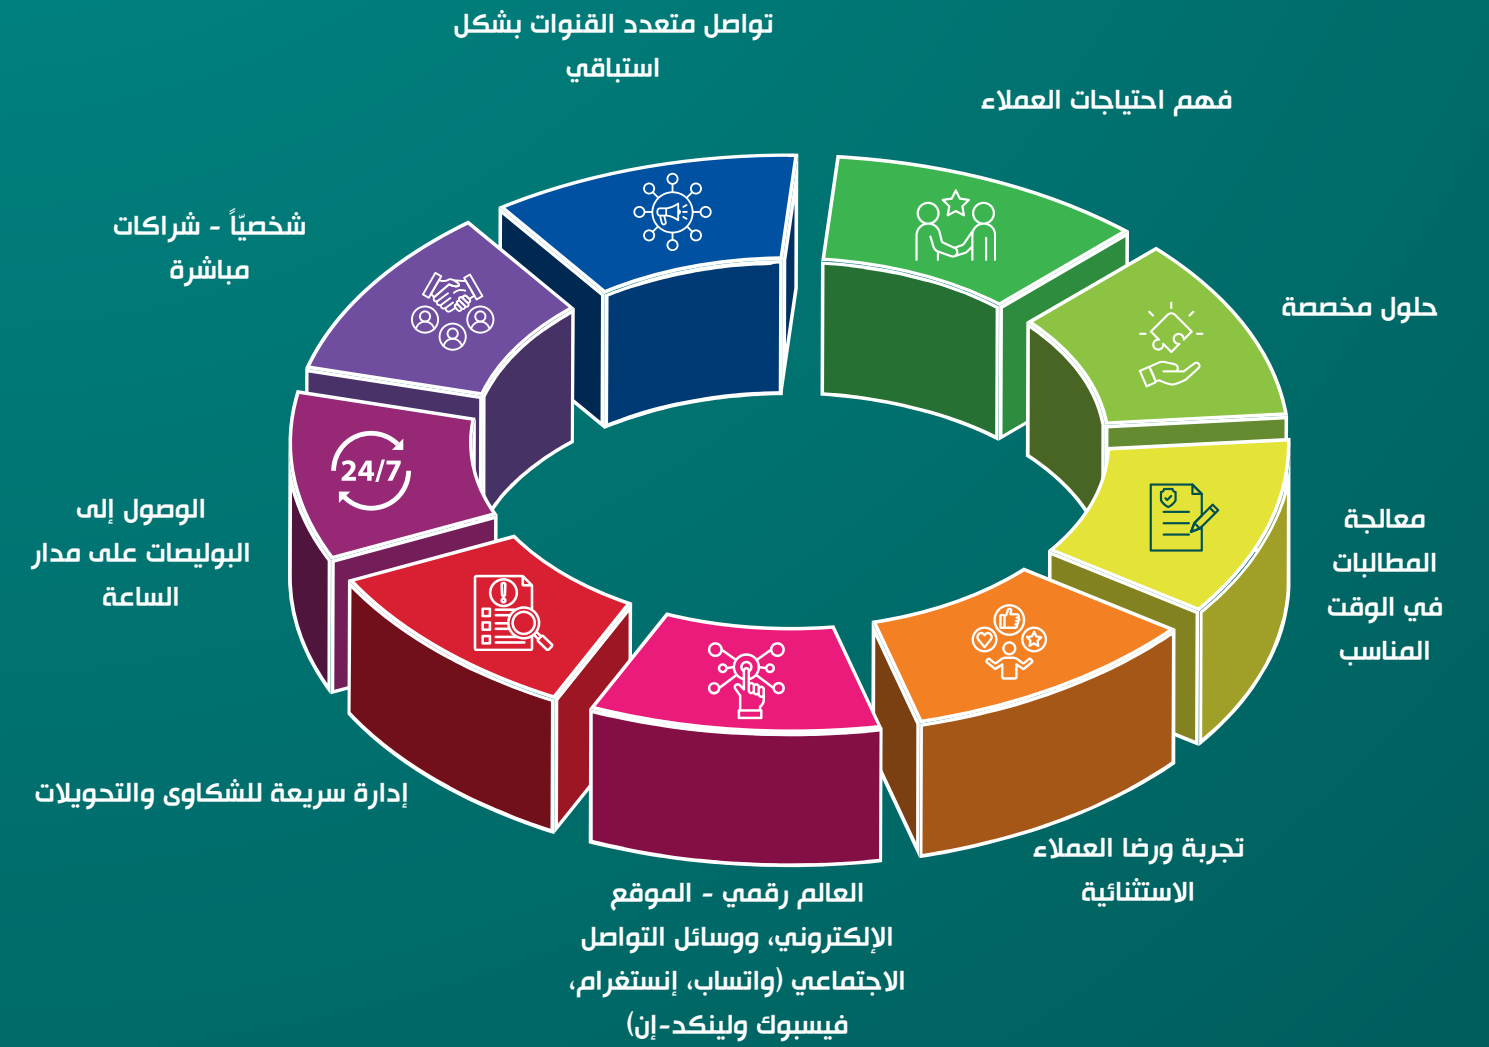 تواصل متعدد القنوات بشكل
استباقي
فهم احتياجات العملاء
حلول مخصصة
معالجة
المطالبات
في الوقت
المناسب
تجربة ورضا العملاء
الاستثنائية
العالم رقمي - الموقع
الإلكتروني، ووسائل التواصل
الاجتماعي (واتساب، إنستغرام،
فيسبوك ولينكد-إن)
إدارة سريعة للشكاوى والتحويلات
الوصول إلى
البوليصات على مدار
الساعة
24/7
شخصيّاً - شراكات
مباشرة